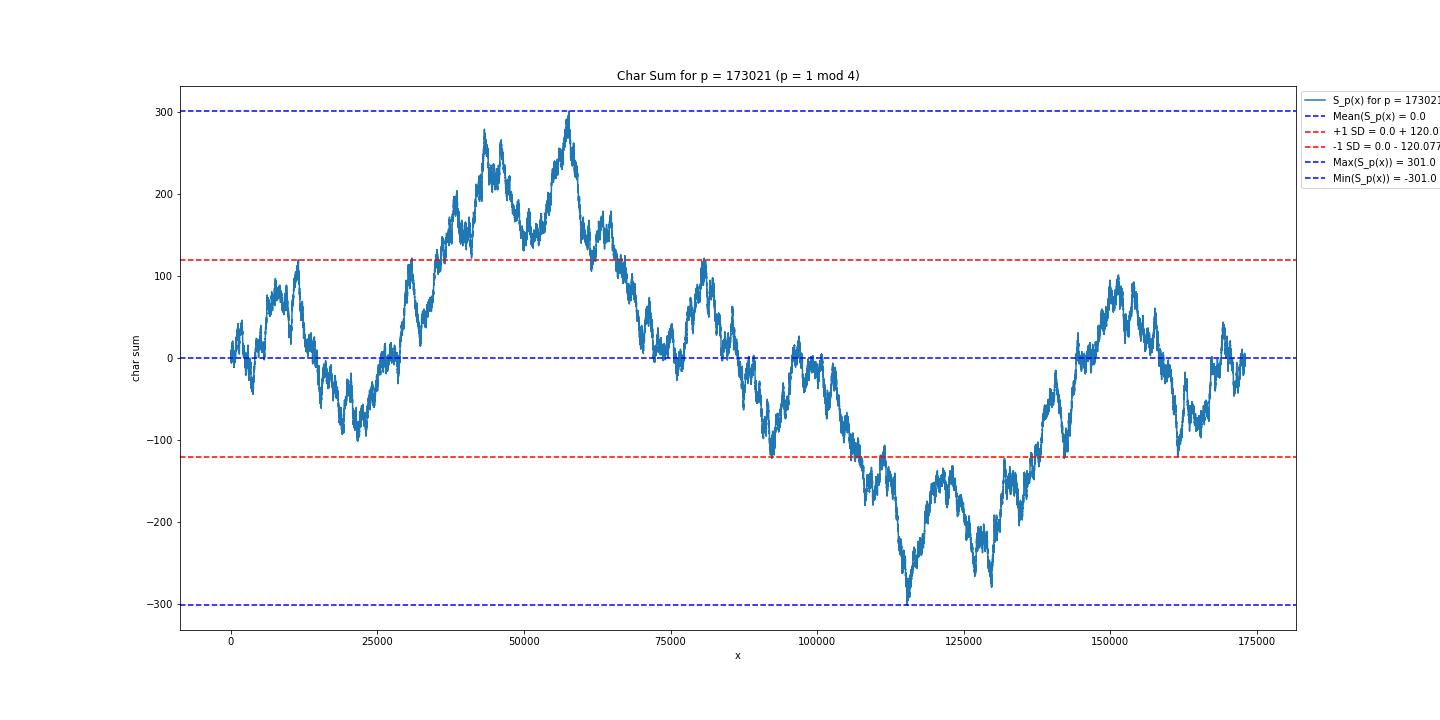 Char Sum for p = 173021 (p = 1 mod 4)
300
200
100
0
−100
−200
−300
char sum
0
25000
50000
75000
100000
125000
150000
175000
x
S_p(x) for p = 173021
Mean(S_p(x) = 0.0
+1 SD = 0.0 + 120.0
-1 SD = 0.0 - 120.077
Max(S_p(x)) = 301.0
Min(S_p(x)) = -301.0